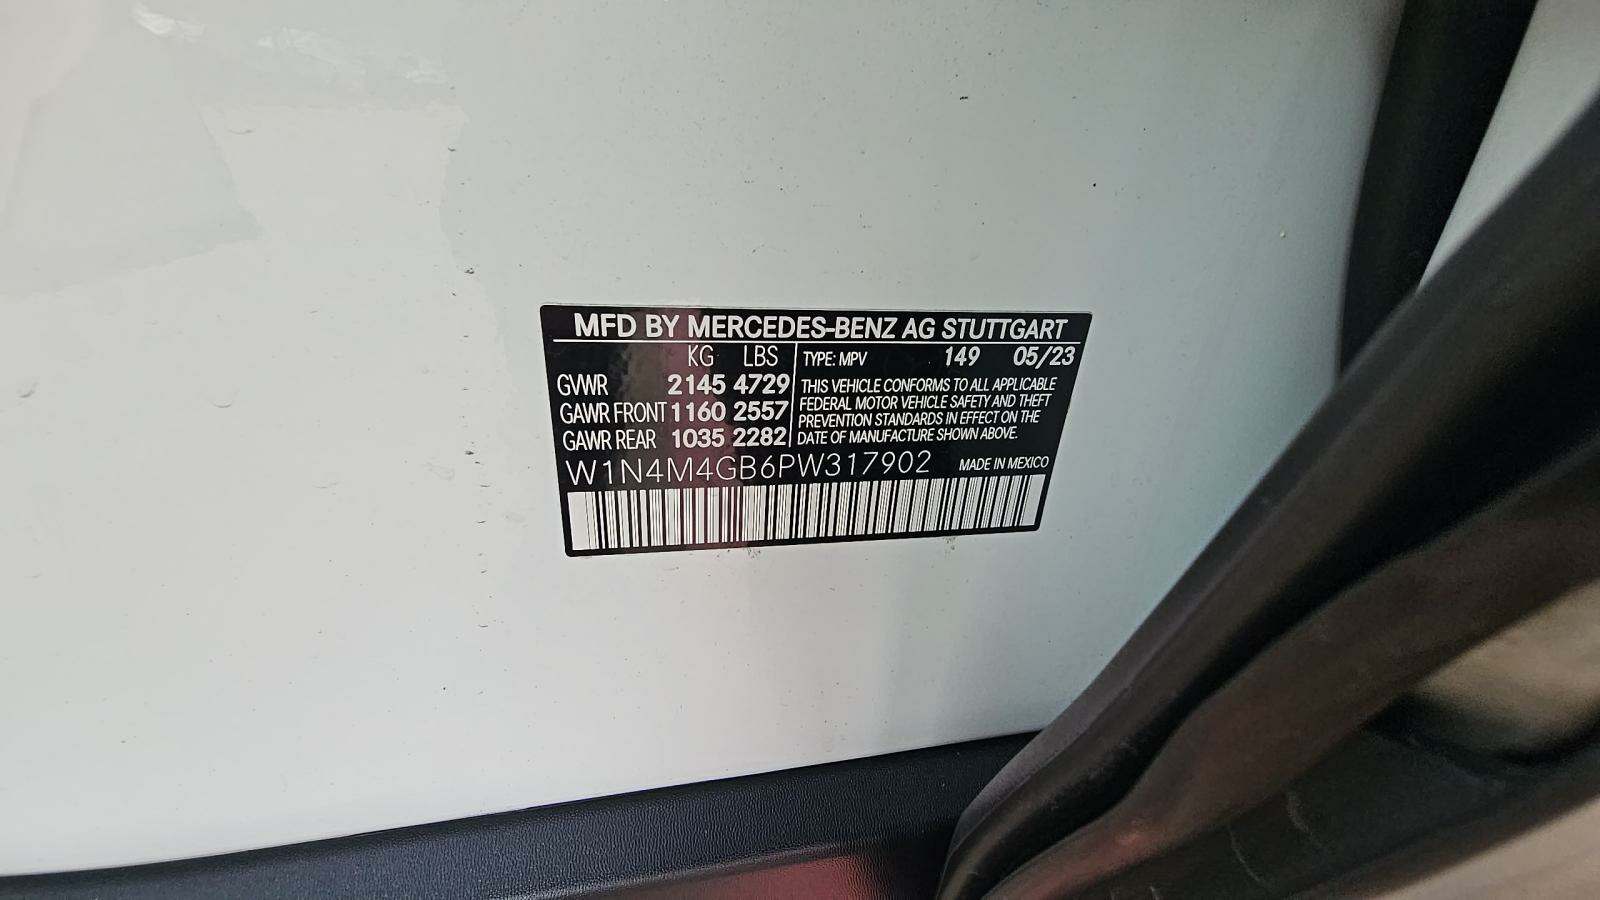 MFD BY MERCEDES-BENZ AG STUTTGART
KG LBS
GVWR 2145 4729
GAWR FRONT 1160 2557
GAWR REAR 1035 2282
TYPE: MPV 149 05/23
THIS VEHICLE CONFORMS TO ALL APPLICABLE
FEDERAL MOTOR VEHICLE SAFETY AND THEFT
PREVENTION STANDARDS IN EFFECT ON THE
DATE OF MANUFACTURE SHOWN ABOVE.
W1N4M4GB6PW317902 MADE IN MEXICO